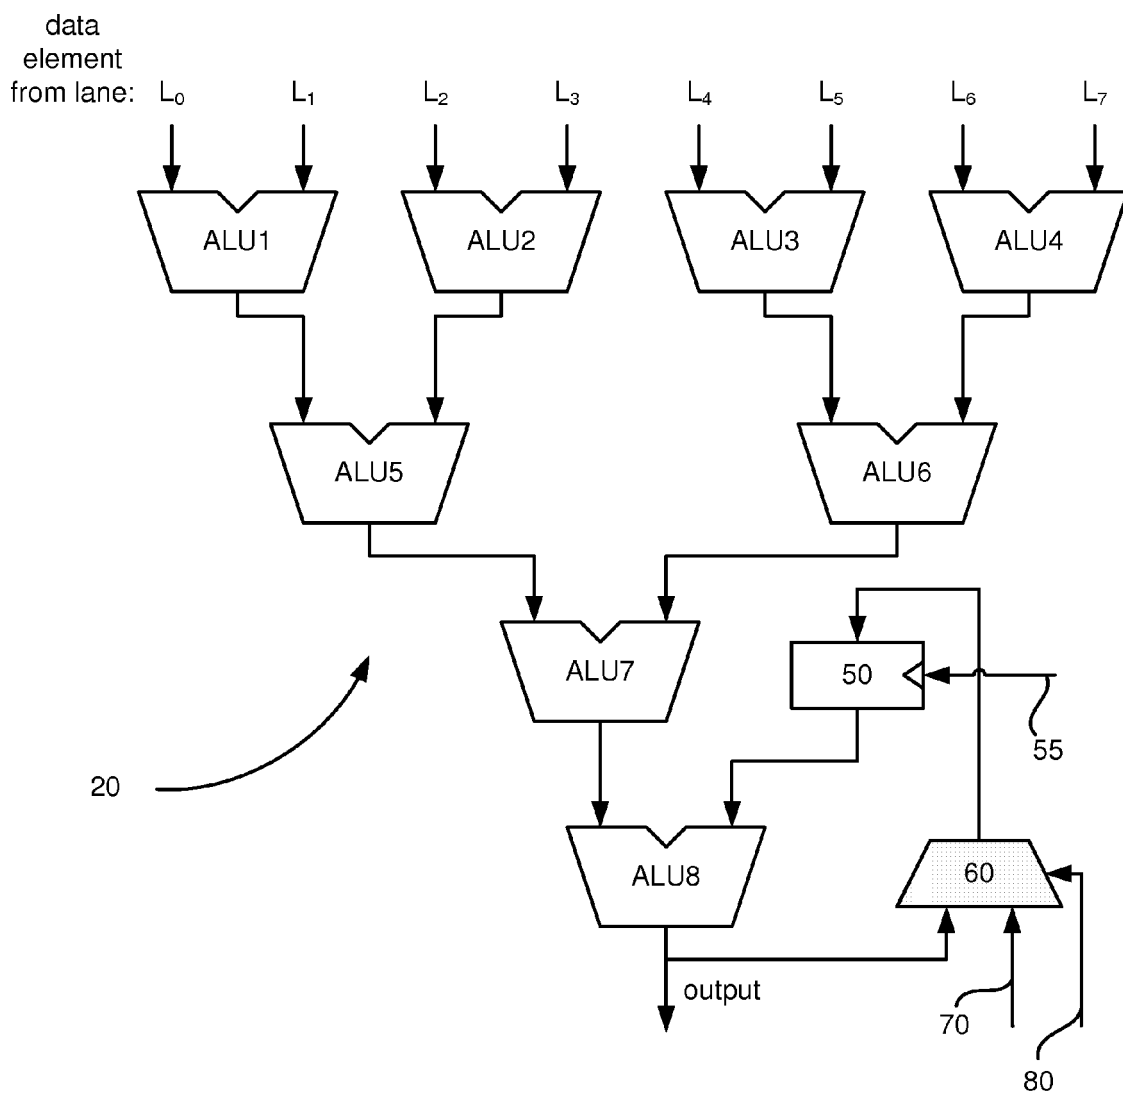 data
element
from lane: L₀ L₁ L₂ L₃ L₄ L₅ L₆ L₇
ALU1 ALU2 ALU3 ALU4
ALU5 ALU6
ALU7 50
55
20
ALU8 60
output
70
80